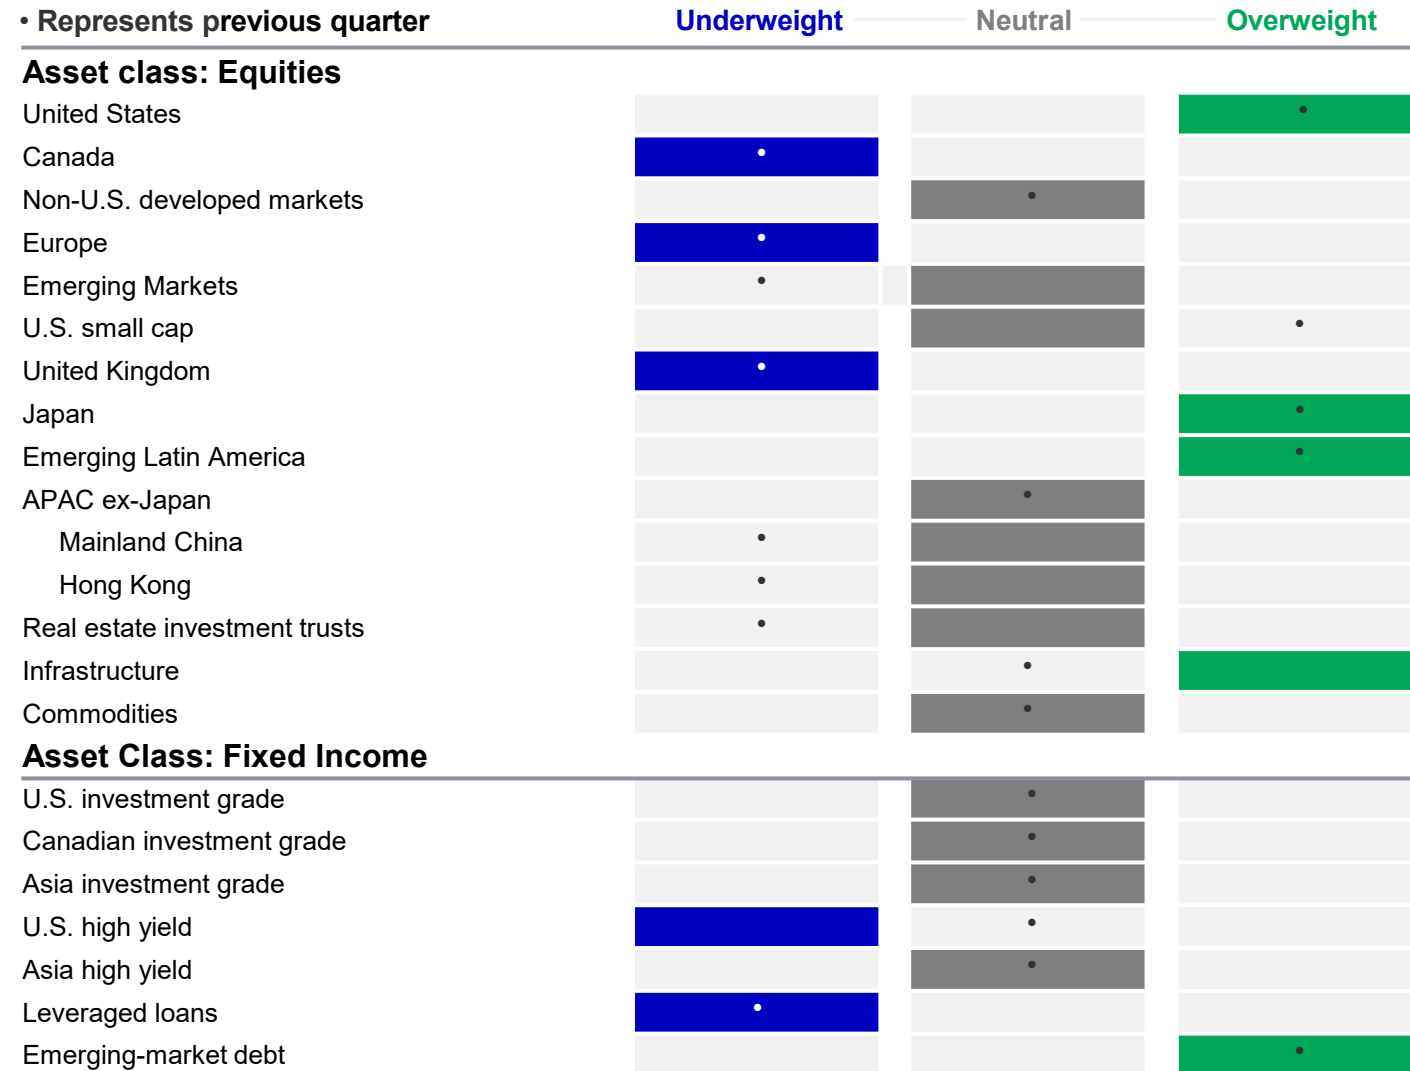 • Represents previous quarter Underweight Neutral Overweight
Asset class: Equities
United States
Canada
Non-U.S. developed markets
Europe
Emerging Markets
U.S. small cap
United Kingdom
Japan
Emerging Latin America
APAC ex-Japan
Mainland China
Hong Kong
Real estate investment trusts
Infrastructure
Commodities
Asset Class: Fixed Income
U.S. investment grade
Canadian investment grade
Asia investment grade
U.S. high yield
Asia high yield
Leveraged loans
Emerging-market debt